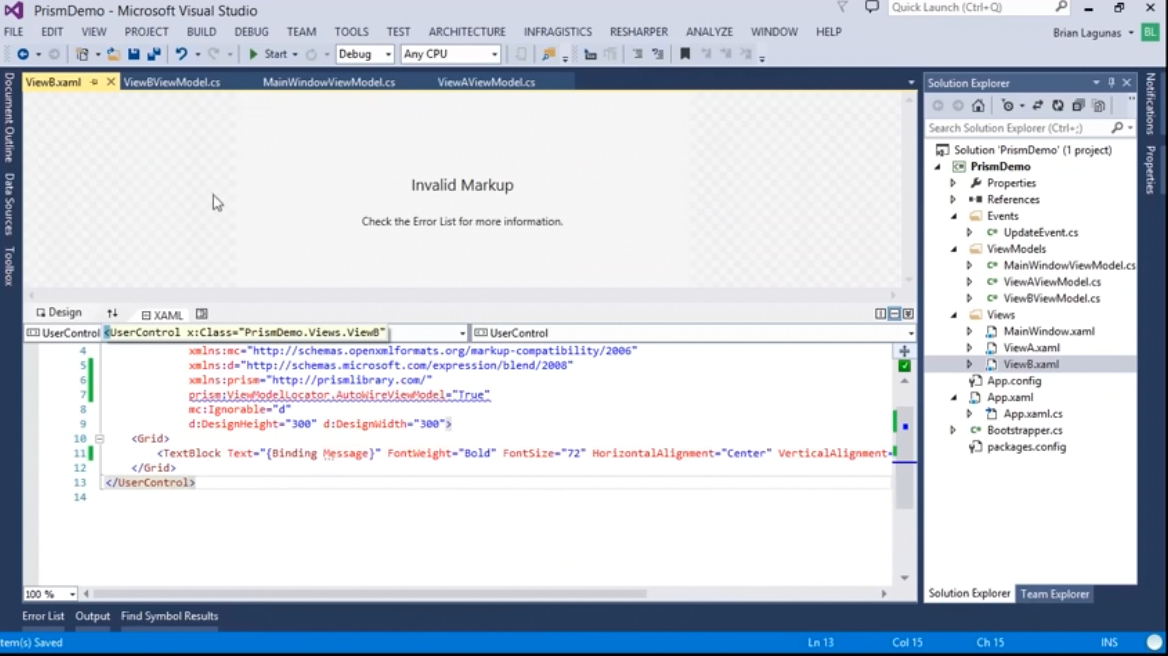 PrismDemo - Microsoft Visual Studio
Quick Launch (Ctrl+Q)
FILE EDIT VIEW PROJECT BUILD DEBUG TEAM TOOLS TEST ARCHITECTURE INFRAGISTICS RESHARPER ANALYZE WINDOW HELP
Brian Lagunas BL
Start Debug Any CPU
Document Outline
Data Sources
Toolbox
ViewB.xaml ViewBViewModel.cs MainWindowViewModel.cs ViewAViewModel.cs
Invalid Markup
Check the Error List for more information.
Design XAML
UserControl <UserControl x:Class="PrismDemo.Views.ViewB" UserControl
4 xmlns:mc="http://schemas.openxmlformats.org/markup-compatibility/2006"
5 xmlns:d="http://schemas.microsoft.com/expression/blend/2008"
6 xmlns:prism="http://prismlibrary.com/"
7 prism:ViewModelLocator.AutoWireViewModel="True"
8 mc:Ignorable="d"
9 d:DesignHeight="300" d:DesignWidth="300">
10 <Grid>
11 <TextBlock Text="{Binding Message}" FontWeight="Bold" FontSize="72" HorizontalAlignment="Center" VerticalAlignment=
12 </Grid>
13 </UserControl>
14
100 %
Solution Explorer
Search Solution Explorer (Ctrl+;)
Solution 'PrismDemo' (1 project)
PrismDemo
Properties
References
Events
UpdateEvent.cs
ViewModels
MainWindowViewModel.cs
ViewAViewModel.cs
ViewBViewModel.cs
Views
MainWindow.xaml
ViewA.xaml
ViewB.xaml
App.config
App.xaml
App.xaml.cs
Bootstrapper.cs
packages.config
Solution Explorer Team Explorer
Notifications
Properties
Error List Output Find Symbol Results
tem(s) Saved Ln 13 Col 15 Ch 15 INS